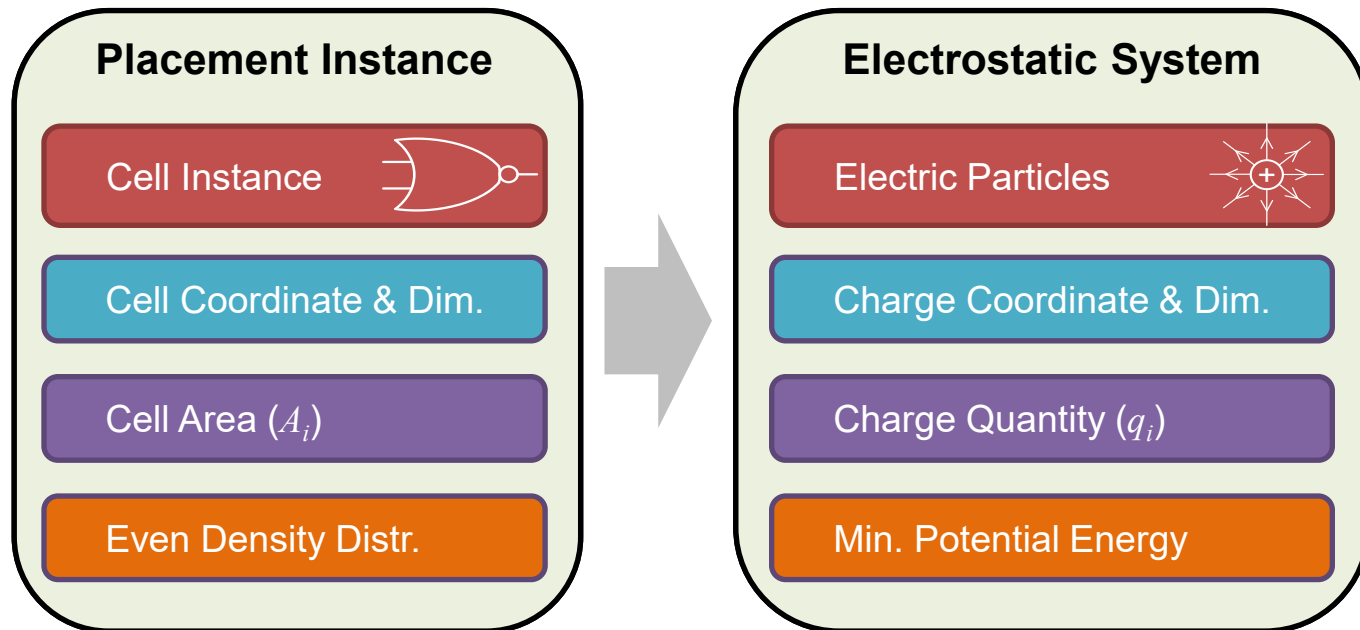 Placement Instance
Cell Instance
Cell Coordinate & Dim.
Cell Area (A_i)
Even Density Distr.
Electrostatic System
Electric Particles
+
Charge Coordinate & Dim.
Charge Quantity (q_i)
Min. Potential Energy